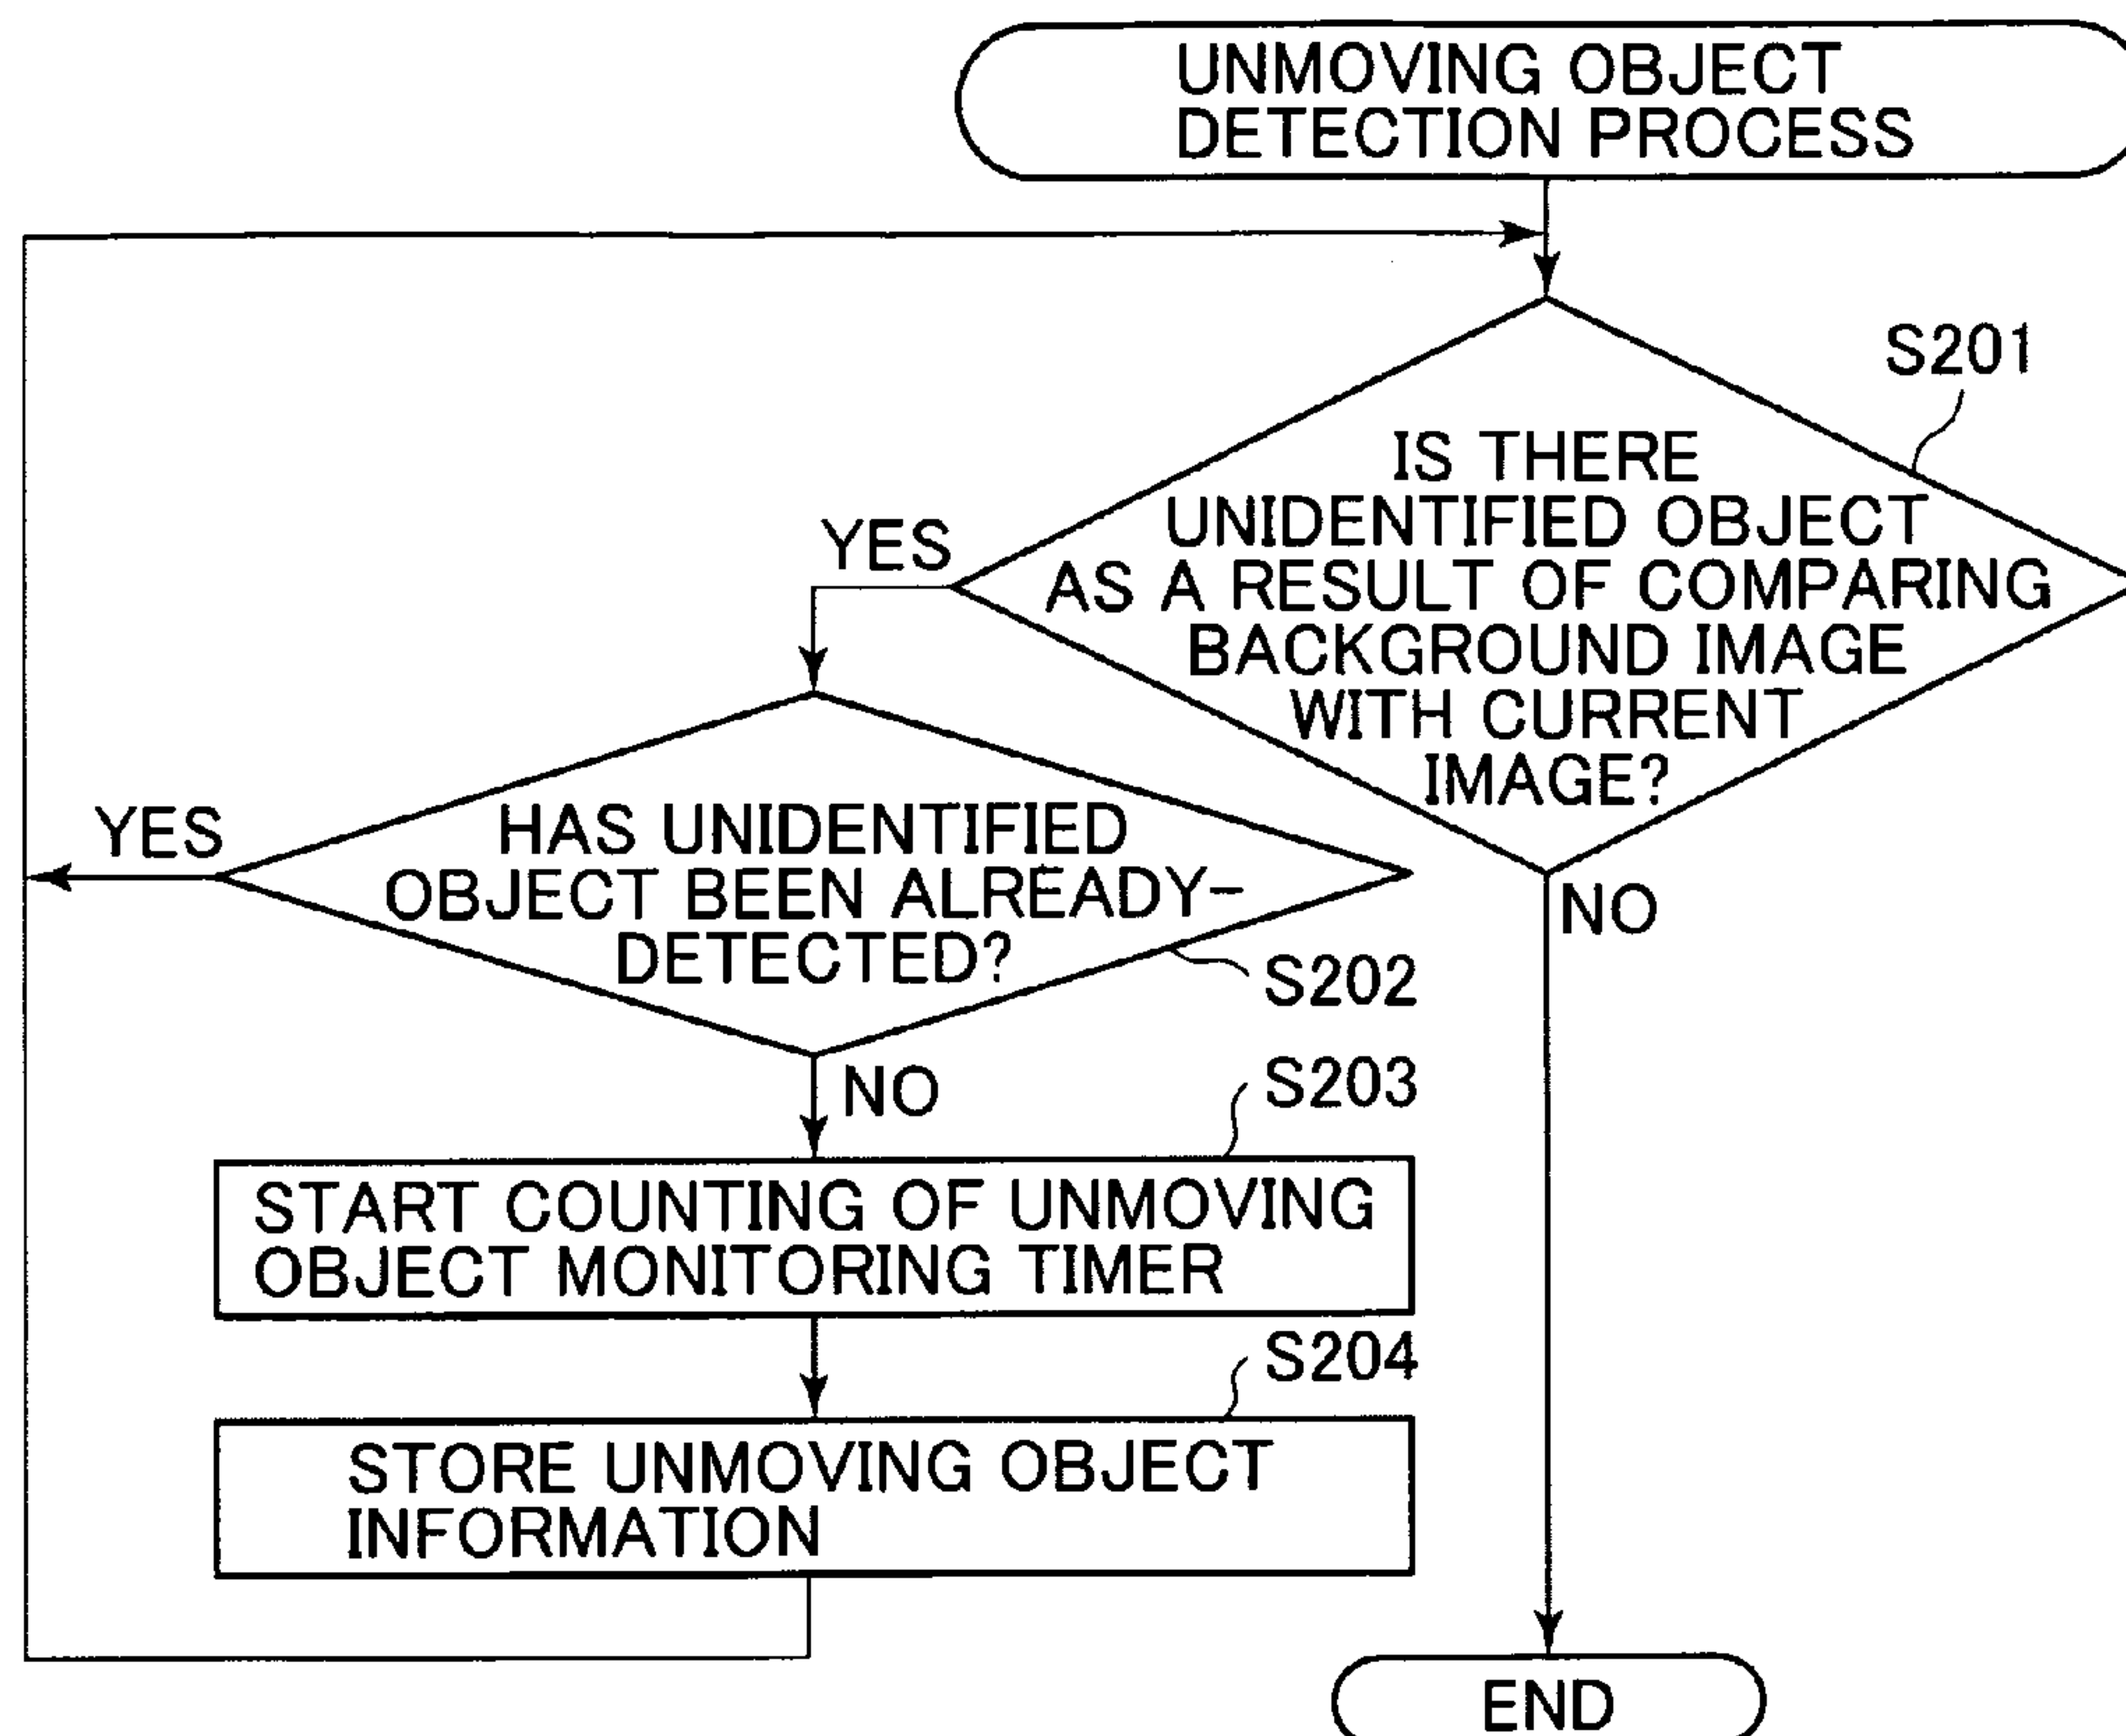 UNMOVING OBJECT
DETECTION PROCESS
S201
IS THERE
UNIDENTIFIED OBJECT
AS A RESULT OF COMPARING
BACKGROUND IMAGE
WITH CURRENT
IMAGE?
YES
NO
HAS UNIDENTIFIED
OBJECT BEEN ALREADY-
DETECTED?
YES
S202
NO
S203
START COUNTING OF UNMOVING
OBJECT MONITORING TIMER
S204
STORE UNMOVING OBJECT
INFORMATION
END